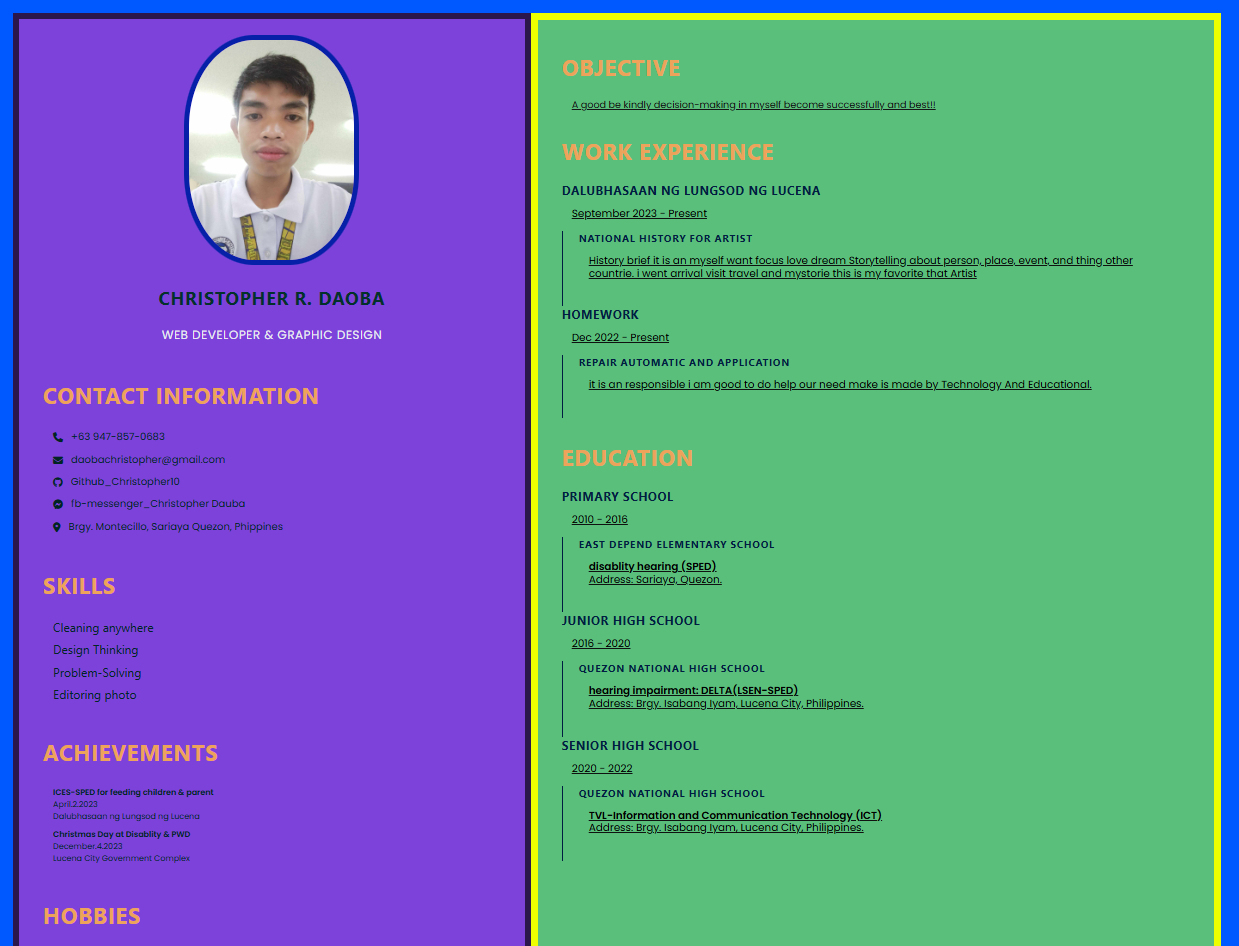 CHRISTOPHER R. DAOBA
WEB DEVELOPER & GRAPHIC DESIGN
CONTACT INFORMATION
+63 947-857-0683
daobachristopher@gmail.com
Github_Christopher10
fb-messenger_Christopher Dauba
Brgy. Montecillo, Sariaya Quezon, Phippines
SKILLS
Cleaning anywhere
Design Thinking
Problem-Solving
Editoring photo
ACHIEVEMENTS
ICES-SPED for feeding children & parent
April.2.2023
Dalubhasaan ng Lungsod ng Lucena
Christmas Day at Disablity & PWD
December.4.2023
Lucena City Government Complex
HOBBIES
OBJECTIVE
A good be kindly decision-making in myself become successfully and best!!
WORK EXPERIENCE
DALUBHASAAN NG LUNGSOD NG LUCENA
September 2023 - Present
NATIONAL HISTORY FOR ARTIST
History brief it is an myself want focus love dream Storytelling about person, place, event, and thing other
countrie. i went arrival visit travel and mystorie this is my favorite that Artist
HOMEWORK
Dec 2022 - Present
REPAIR AUTOMATIC AND APPLICATION
it is an responsible i am good to do help our need make is made by Technology And Educational.
EDUCATION
PRIMARY SCHOOL
2010 - 2016
EAST DEPEND ELEMENTARY SCHOOL
disablity hearing (SPED)
Address: Sariaya, Quezon.
JUNIOR HIGH SCHOOL
2016 - 2020
QUEZON NATIONAL HIGH SCHOOL
hearing impairment: DELTA(LSEN-SPED)
Address: Brgy. Isabang Iyam, Lucena City, Philippines.
SENIOR HIGH SCHOOL
2020 - 2022
QUEZON NATIONAL HIGH SCHOOL
TVL-Information and Communication Technology (ICT)
Address: Brgy. Isabang Iyam, Lucena City, Philippines.